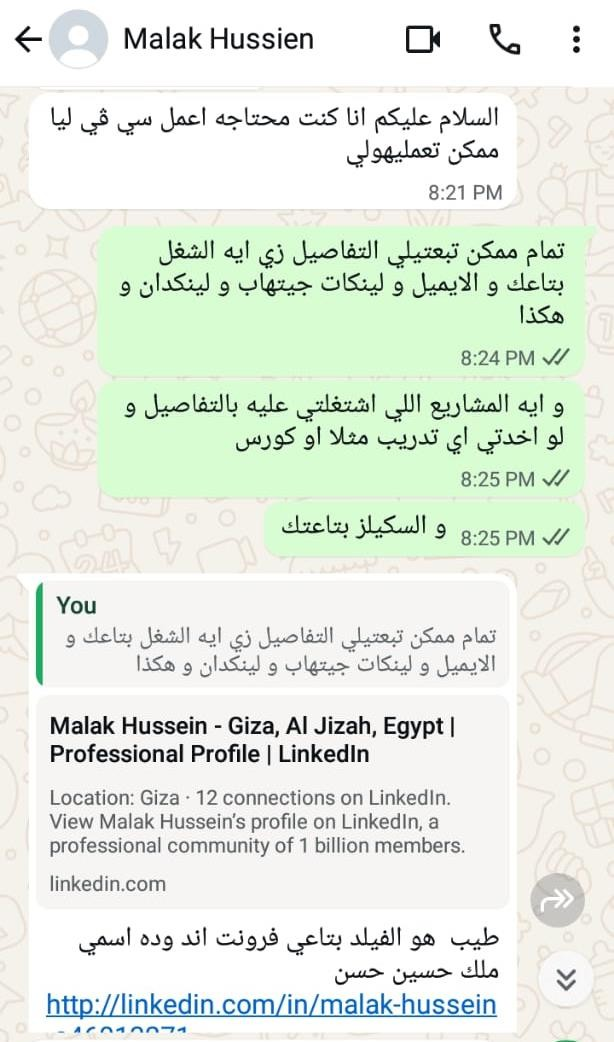 Malak Hussien
السلام عليكم انا كنت محتاجه اعمل سي ڤي ليا
ممكن تعمليهولي
8:21 PM
تمام ممكن تبعتيلي التفاصيل زي ايه الشغل
بتاعك و الايميل و لينكات جيتهاب و لينكدان و
هكذا
8:24 PM
و ايه المشاريع اللي اشتغلتي عليه بالتفاصيل و
لو اخدتي اي تدريب مثلا او كورس
8:25 PM
و السكيلز بتاعتك
8:25 PM
You
تمام ممكن تبعتيلي التفاصيل زي ايه الشغل بتاعك و
الايميل و لينكات جيتهاب و لينكدان و هكذا
Malak Hussein - Giza, Al Jizah, Egypt |
Professional Profile | LinkedIn
Location: Giza · 12 connections on LinkedIn.
View Malak Hussein’s profile on LinkedIn, a
professional community of 1 billion members.
linkedin.com
طيب هو الفيلد بتاعي فرونت اند وده اسمي
ملك حسين حسن
http://linkedin.com/in/malak-hussein